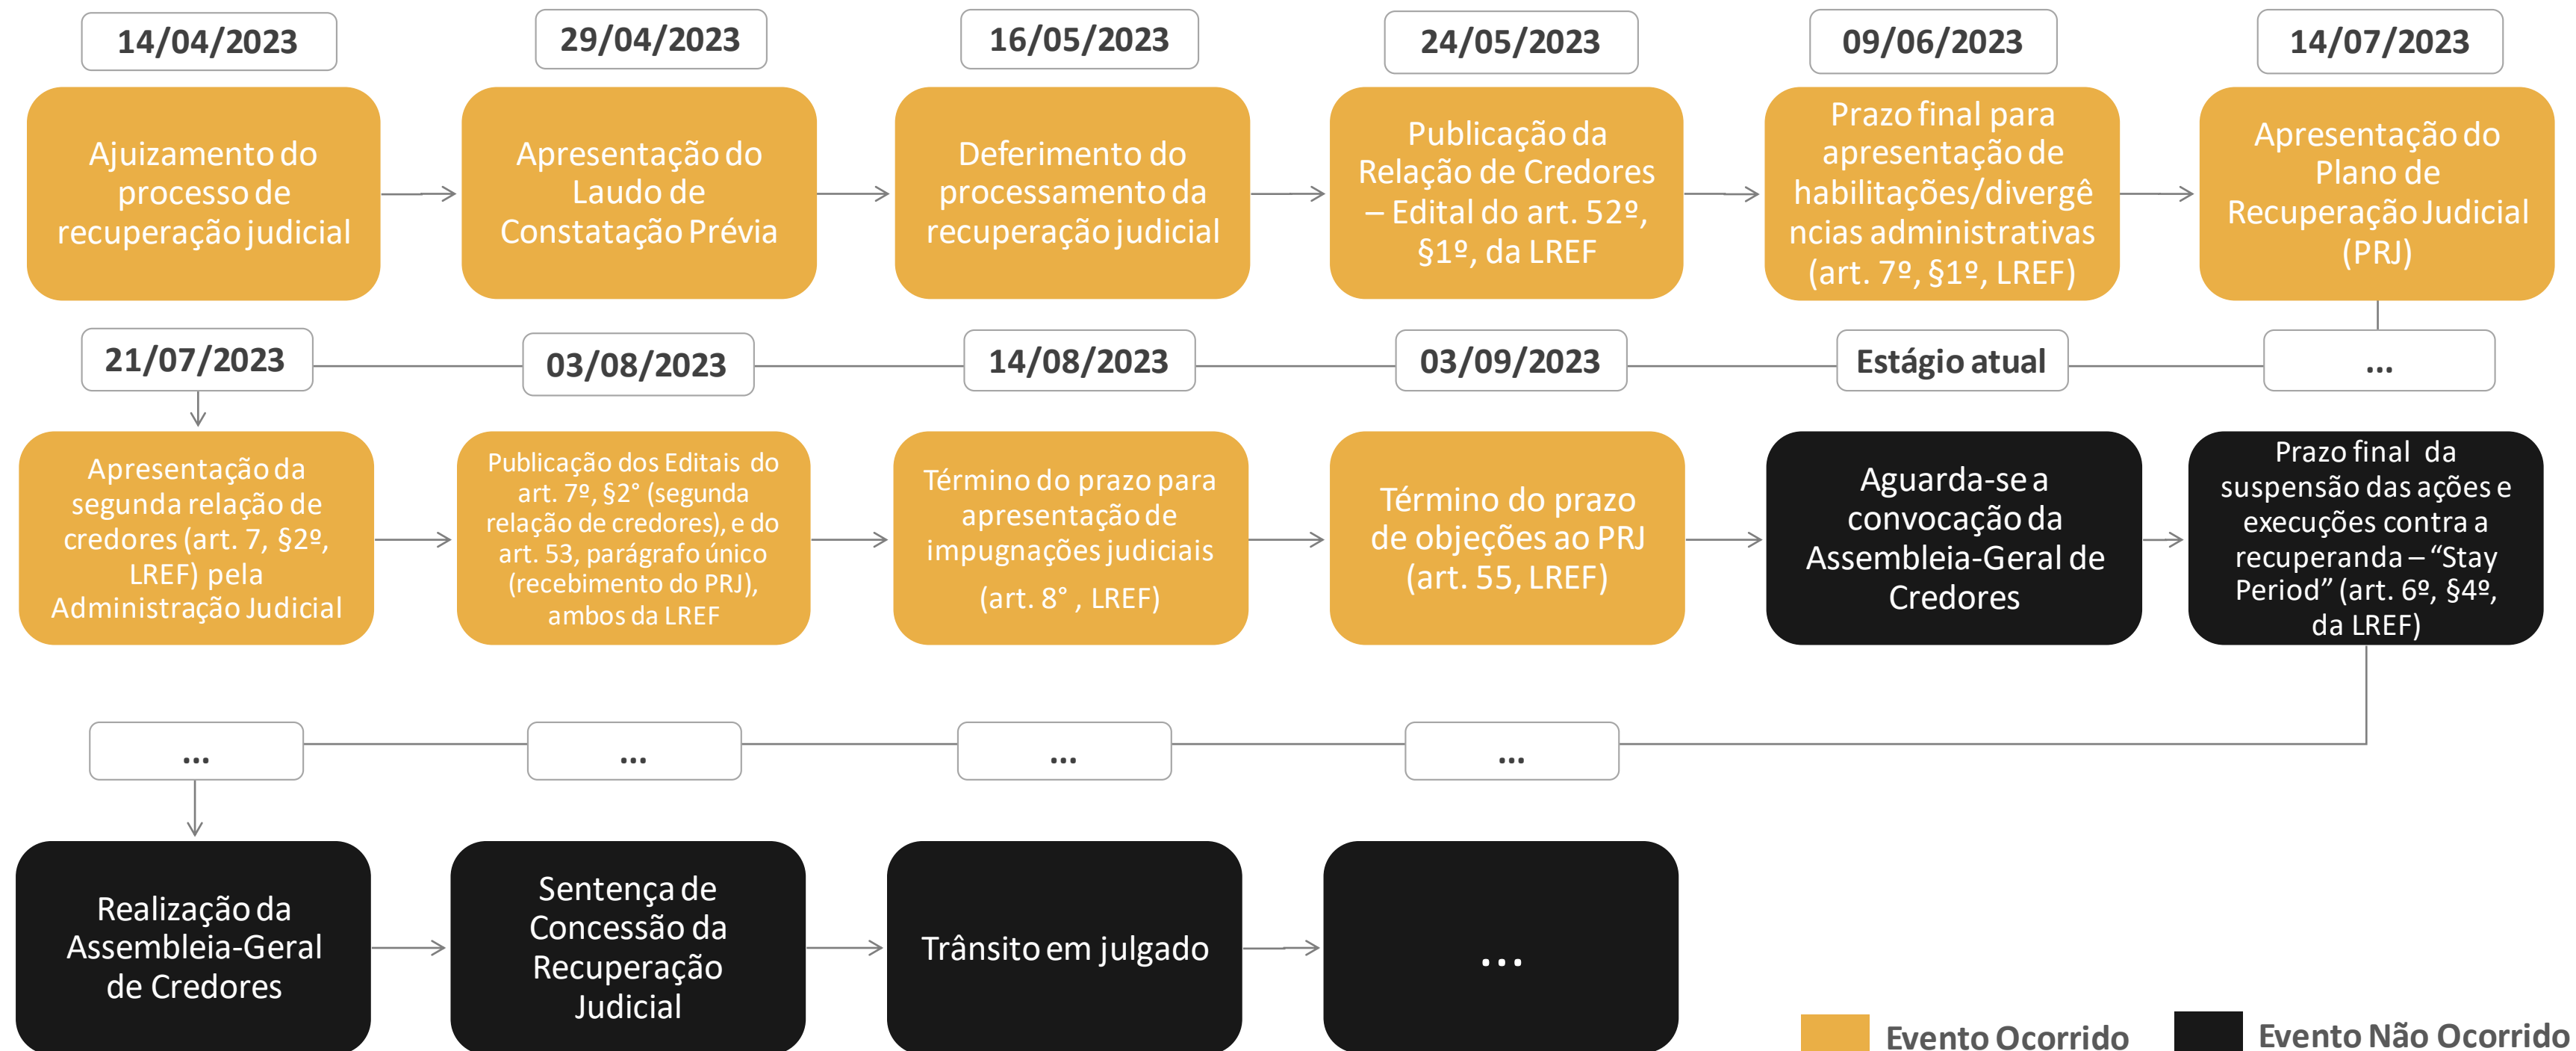 14/04/2023
29/04/2023
16/05/2023
24/05/2023
09/06/2023
14/07/2023
Ajuizamento do
processo de
recuperação judicial
Apresentação do
Laudo de
Constatação Prévia
Deferimento do
processamento da
recuperação judicial
Publicação da
Relação de Credores
– Edital do art. 52º,
§1º, da LREF
Prazo final para
apresentação de
habilitações/divergê
ncias administrativas
(art. 7º, §1º, LREF)
Apresentação do
Plano de
Recuperação Judicial
(PRJ)
21/07/2023
03/08/2023
14/08/2023
03/09/2023
Estágio atual
...
Apresentação da
segunda relação de
credores (art. 7, §2º,
LREF) pela
Administração Judicial
Publicação dos Editais do
art. 7º, §2° (segunda
relação de credores), e do
art. 53, parágrafo único
(recebimento do PRJ),
ambos da LREF
Término do prazo para
apresentação de
impugnações judiciais
(art. 8° , LREF)
Término do prazo
de objeções ao PRJ
(art. 55, LREF)
Aguarda-se a
convocação da
Assembleia-Geral de
Credores
Prazo final da
suspensão das ações e
execuções contra a
recuperanda – “Stay
Period” (art. 6º, §4º,
da LREF)
...
...
...
...
Realização da
Assembleia-Geral
de Credores
Sentença de
Concessão da
Recuperação
Judicial
Trânsito em julgado
...
Evento Ocorrido
Evento Não Ocorrido